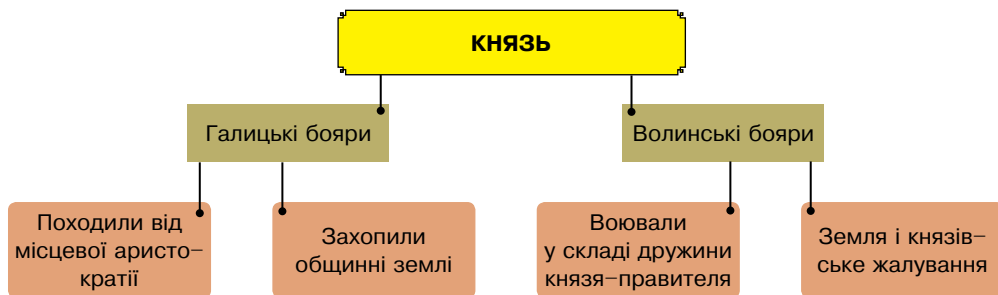 КНЯЗЬ
Галицькі бояри
Волинські бояри
Походили від
місцевої аристо-
кратії
Захопили
общинні землі
Воювали
у складі дружини
князя-правителя
Земля і князів-
ське жалування